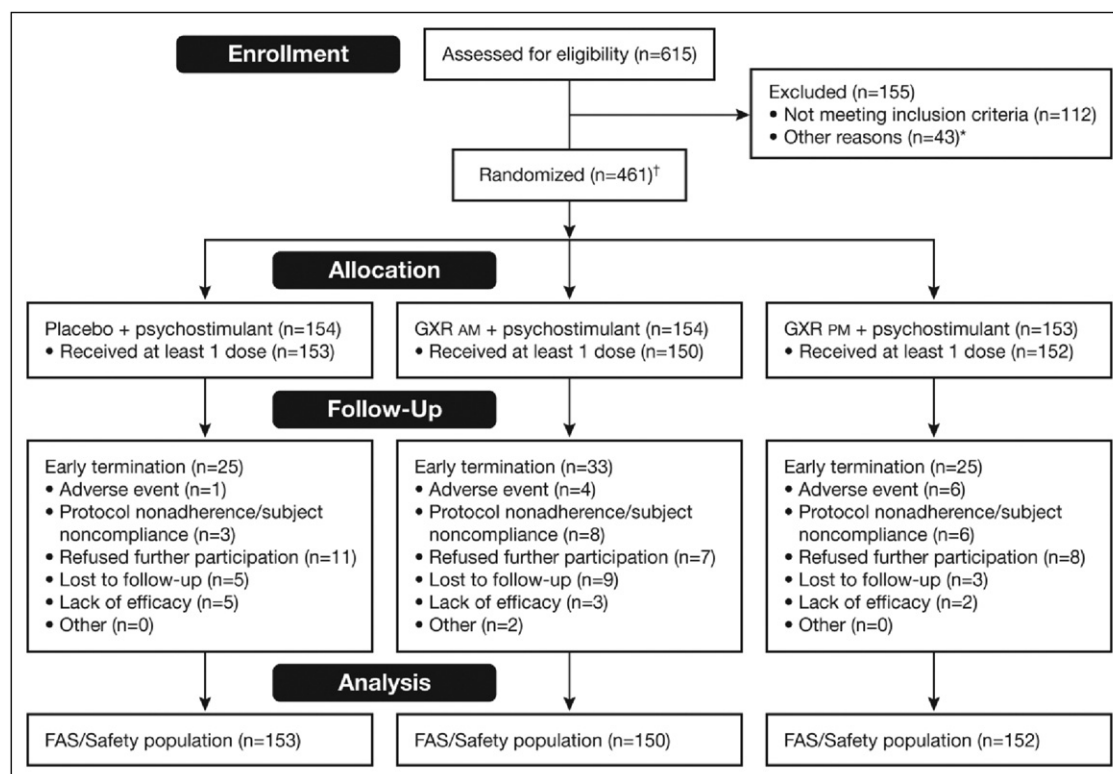 Enrollment
Assessed for eligibility (n=615)
Excluded (n=155)
• Not meeting inclusion criteria (n=112)
• Other reasons (n=43)*
Randomized (n=461)†
Allocation
Placebo + psychostimulant (n=154)
• Received at least 1 dose (n=153)
GXR AM + psychostimulant (n=154)
• Received at least 1 dose (n=150)
GXR PM + psychostimulant (n=153)
• Received at least 1 dose (n=152)
Follow-Up
Early termination (n=25)
• Adverse event (n=1)
• Protocol nonadherence/subject
noncompliance (n=3)
• Refused further participation (n=11)
• Lost to follow-up (n=5)
• Lack of efficacy (n=5)
• Other (n=0)
Early termination (n=33)
• Adverse event (n=4)
• Protocol nonadherence/subject
noncompliance (n=8)
• Refused further participation (n=7)
• Lost to follow-up (n=9)
• Lack of efficacy (n=3)
• Other (n=2)
Early termination (n=25)
• Adverse event (n=6)
• Protocol nonadherence/subject
noncompliance (n=6)
• Refused further participation (n=8)
• Lost to follow-up (n=3)
• Lack of efficacy (n=2)
• Other (n=0)
Analysis
FAS/Safety population (n=153)
FAS/Safety population (n=150)
FAS/Safety population (n=152)